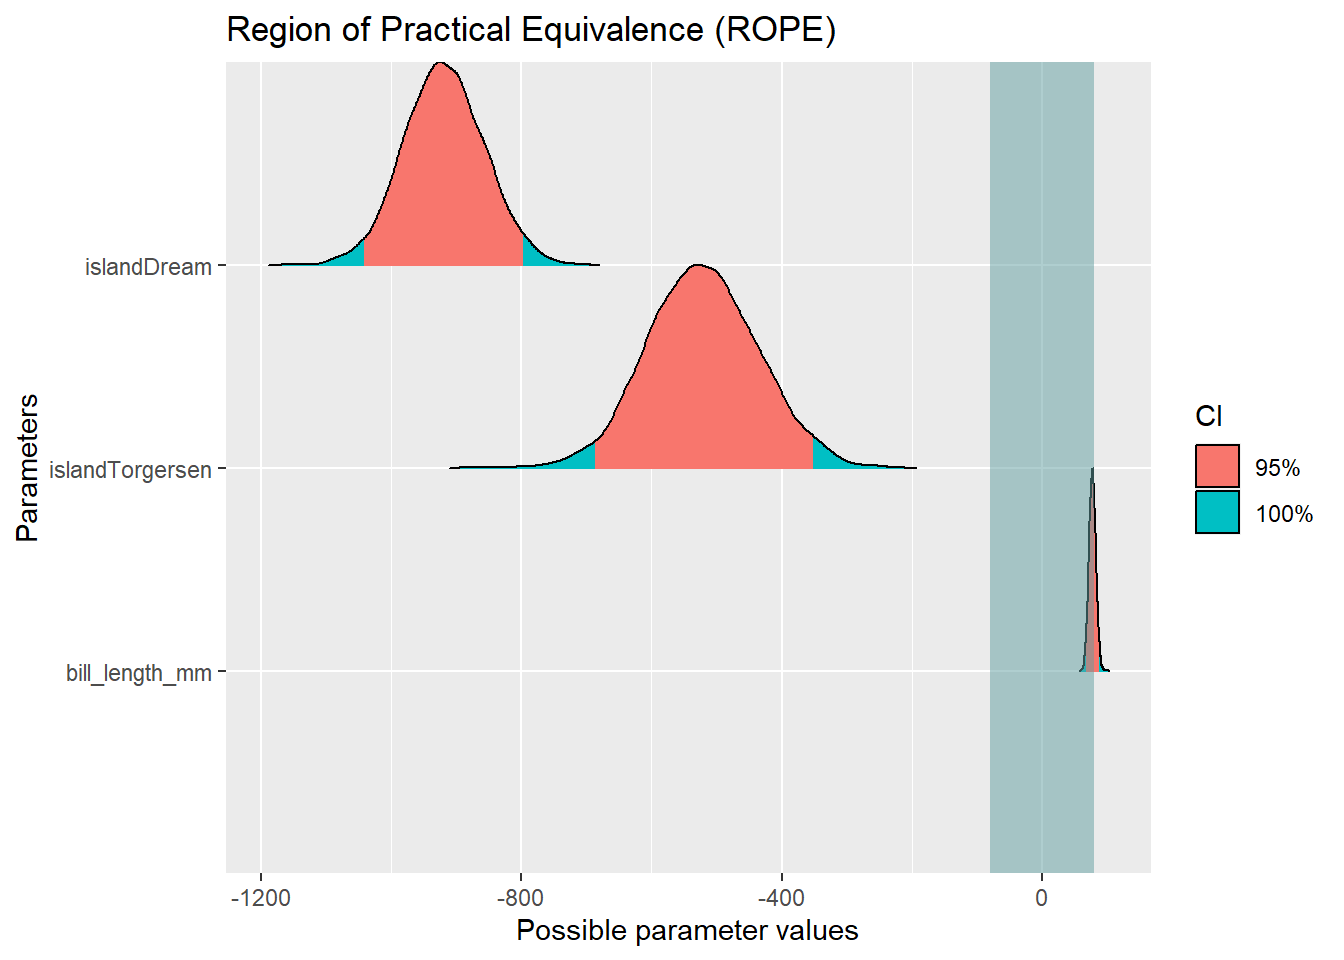 Region of Practical Equivalence (ROPE)
islandDream
islandTorgersen
bill_length_mm
Parameters
-1200
-800
-400
0
Possible parameter values
CI
95%
100%